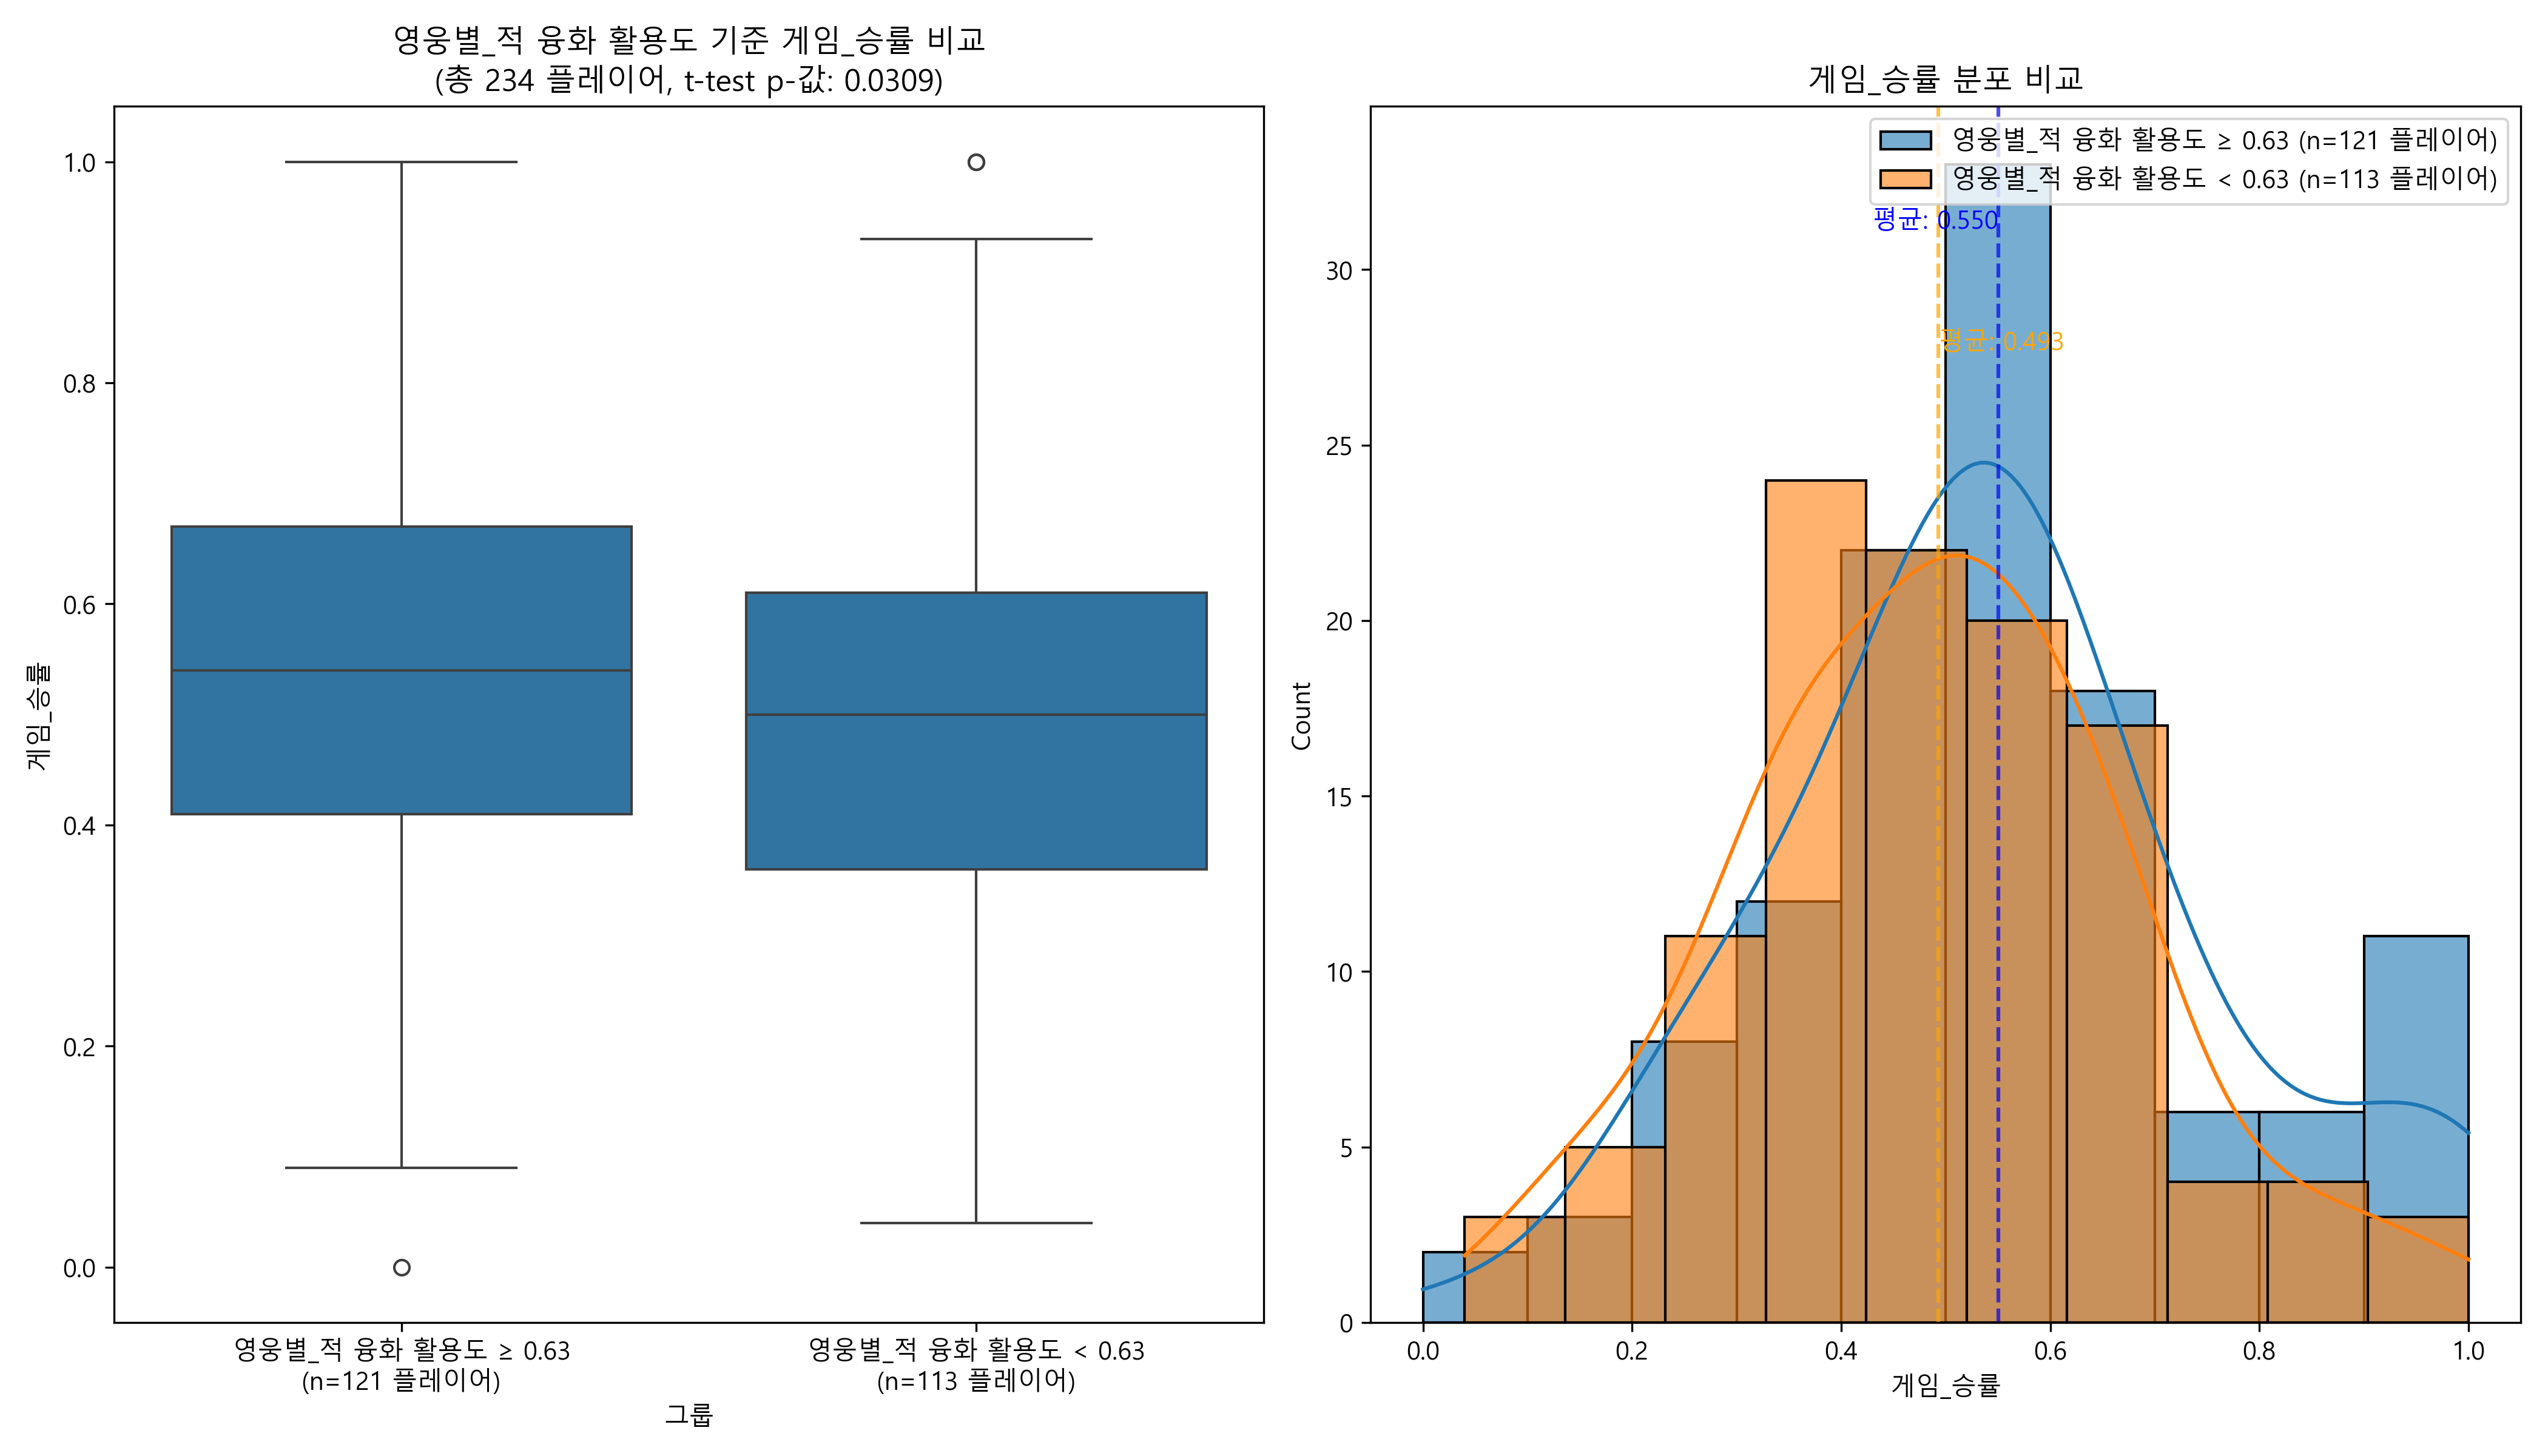 영웅별_적 융화 활용도 기준 게임_승률 비교
(총 234 플레이어, t-test p-값: 0.0309)
게임_승률
1.0
0.8
0.6
0.4
0.2
0.0
영웅별_적 융화 활용도 ≥ 0.63
(n=121 플레이어)
영웅별_적 융화 활용도 < 0.63
(n=113 플레이어)
그룹
게임_승률 분포 비교
영웅별_적 융화 활용도 ≥ 0.63 (n=121 플레이어)
영웅별_적 융화 활용도 < 0.63 (n=113 플레이어)
평균: 0.550
평균: 0.493
Count
30
25
20
15
10
5
0
0.0
0.2
0.4
0.6
0.8
1.0
게임_승률